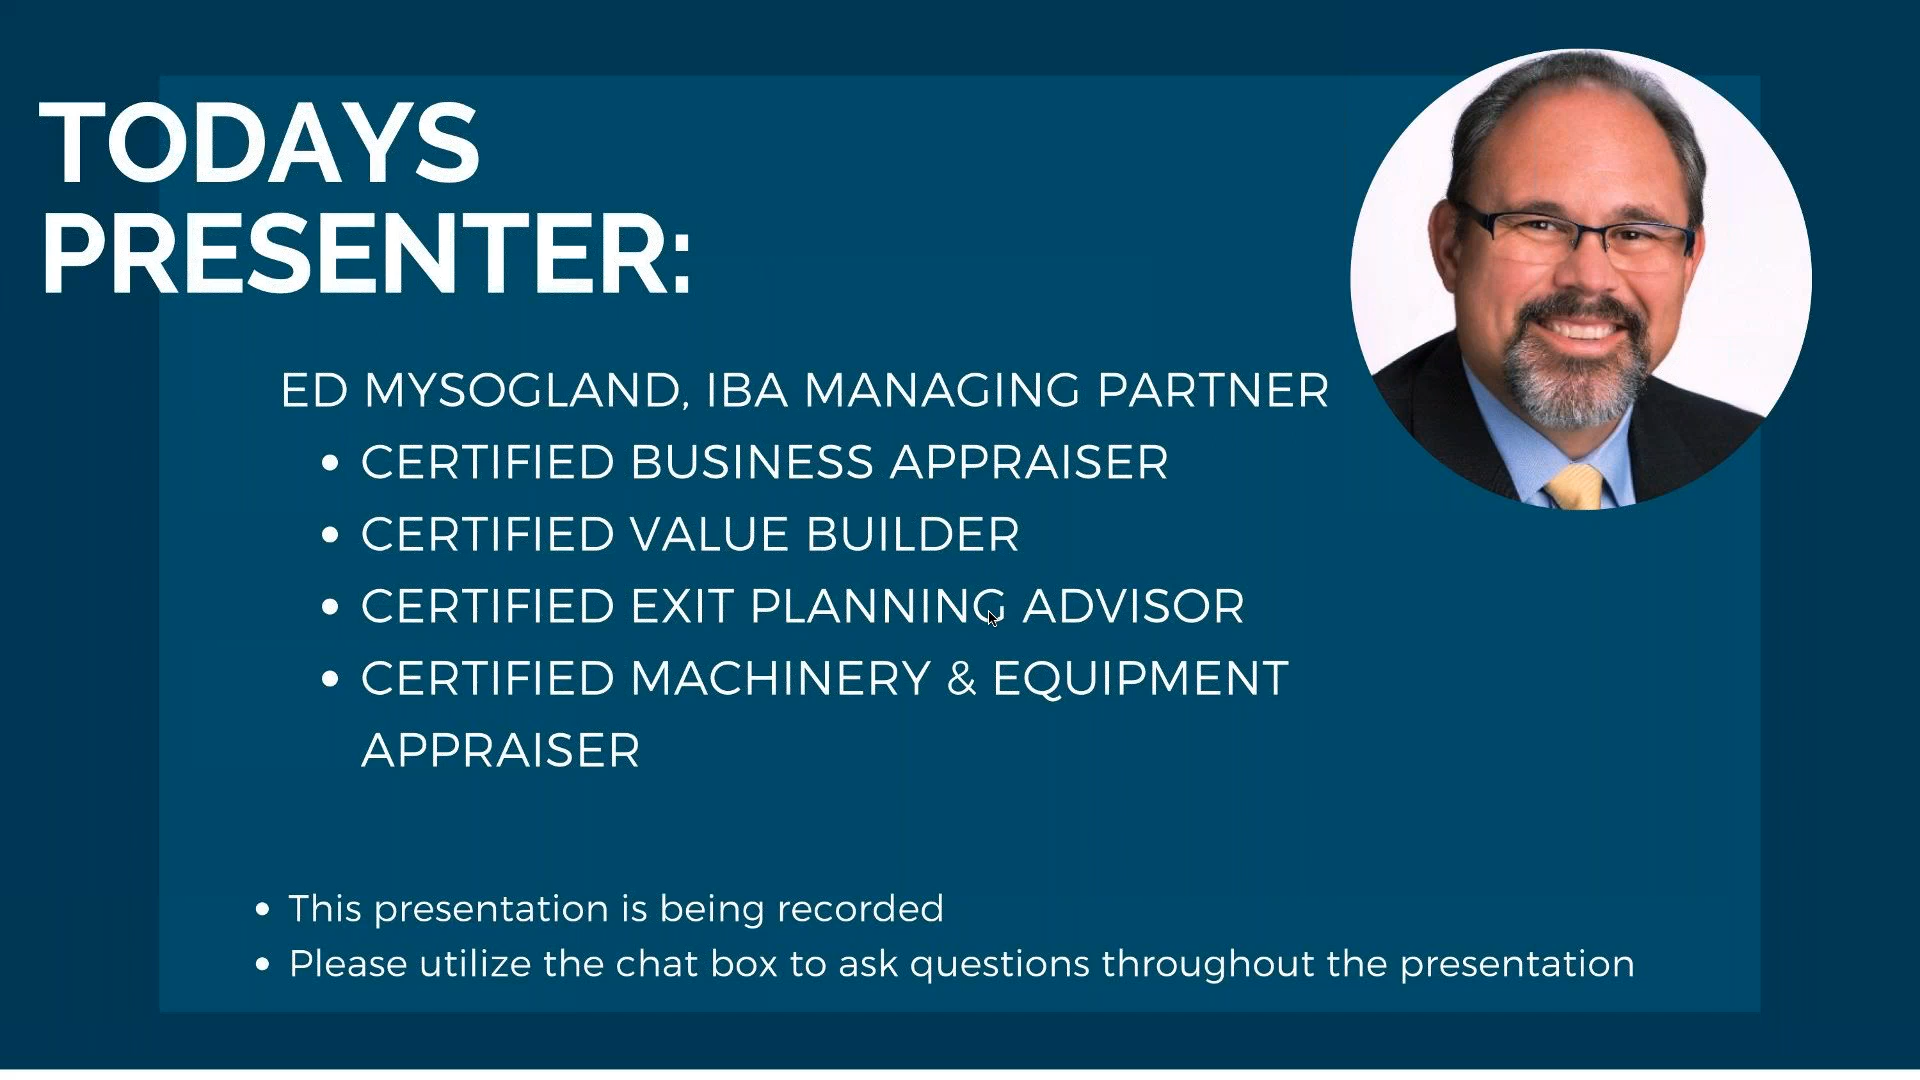 TODAYS
PRESENTER:
ED MYSOGLAND, IBA MANAGING PARTNER
• CERTIFIED BUSINESS APPRAISER
• CERTIFIED VALUE BUILDER
• CERTIFIED EXIT PLANNING ADVISOR
• CERTIFIED MACHINERY & EQUIPMENT
APPRAISER
• This presentation is being recorded
• Please utilize the chat box to ask questions throughout the presentation